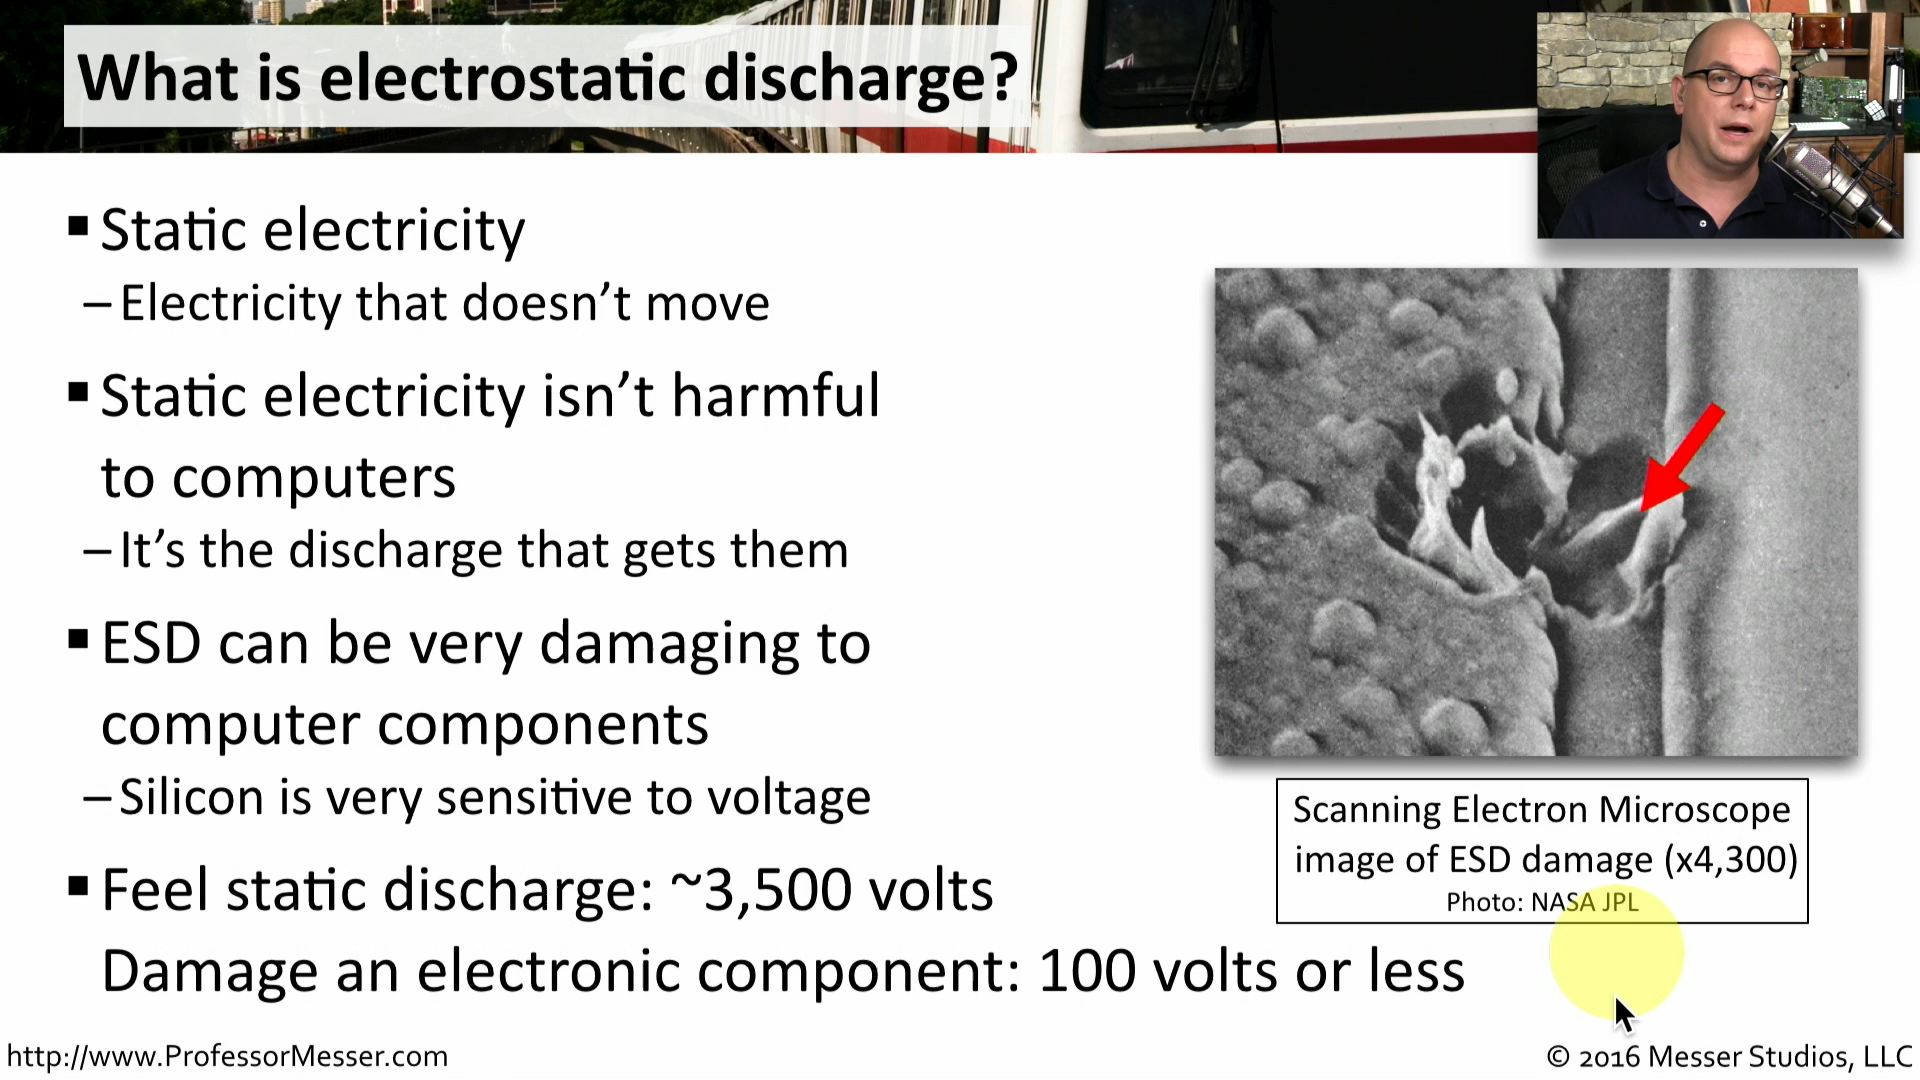 What is electrostatic discharge?
▪ Static electricity
– Electricity that doesn’t move
▪ Static electricity isn’t harmful
to computers
– It’s the discharge that gets them
▪ ESD can be very damaging to
computer components
– Silicon is very sensitive to voltage
▪ Feel static discharge: ~3,500 volts
Damage an electronic component: 100 volts or less
Scanning Electron Microscope
image of ESD damage (x4,300)
Photo: NASA JPL
http://www.ProfessorMesser.com
© 2016 Messer Studios, LLC